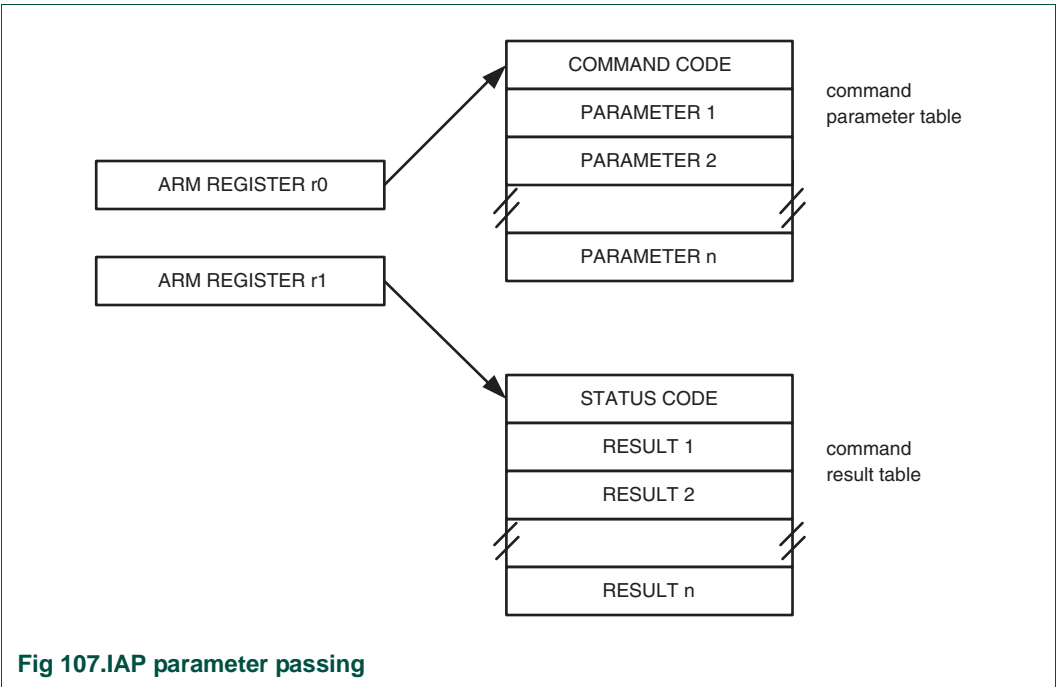 COMMAND CODE
PARAMETER 1
PARAMETER 2
PARAMETER n
command
parameter table
ARM REGISTER r0
ARM REGISTER r1
STATUS CODE
RESULT 1
RESULT 2
RESULT n
command
result table
Fig 107.IAP parameter passing